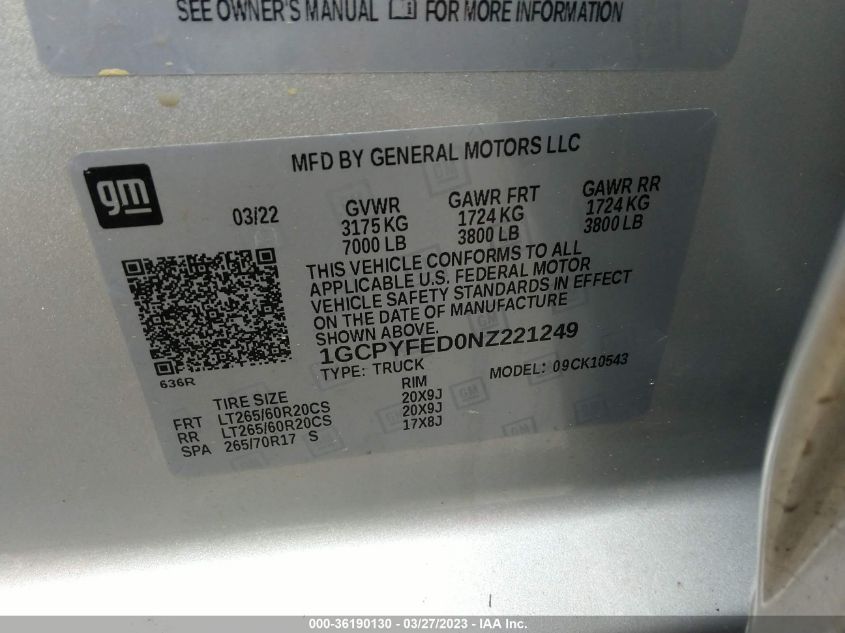 SEE OWNER'S MANUAL FOR MORE INFORMATION
gm
MFD BY GENERAL MOTORS LLC
03/22
GVWR GAWR FRT GAWR RR
3175 KG 1724 KG 1724 KG
7000 LB 3800 LB 3800 LB
THIS VEHICLE CONFORMS TO ALL
APPLICABLE U.S. FEDERAL MOTOR
VEHICLE SAFETY STANDARDS IN EFFECT
ON THE DATE OF MANUFACTURE
SHOWN ABOVE.
1GCPYFED0NZ221249
636R
TYPE: TRUCK MODEL: 09CK10543
TIRE SIZE RIM
FRT LT265/60R20CS 20X9J
RR LT265/60R20CS 20X9J
SPA 265/70R17 S 17X8J
000-36190130 - 03/27/2023 - IAA Inc.